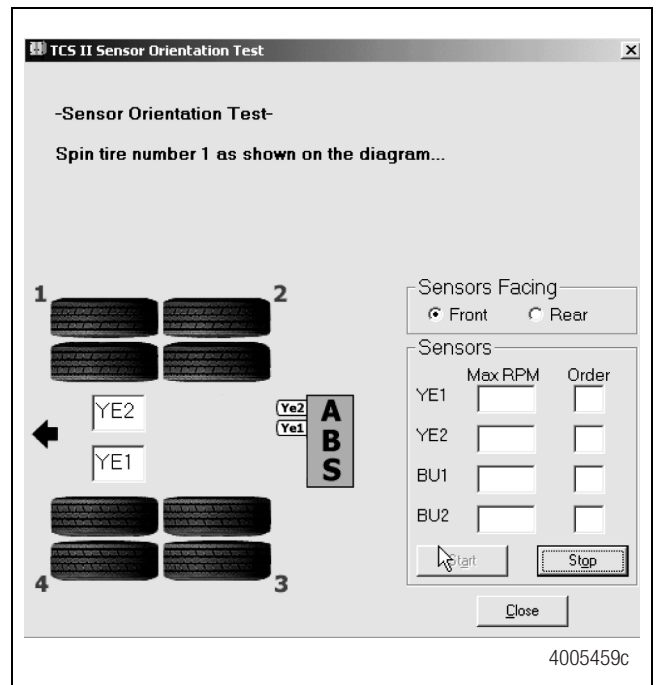 TCS II Sensor Orientation Test
-Sensor Orientation Test-
Spin tire number 1 as shown on the diagram...
1
2
YE2
YE1
Ye2
Ye1
A
B
S
4
3
Sensors Facing
Front Rear
Sensors
Max RPM Order
YE1
YE2
BU1
BU2
Start Stop
Close
4005459c